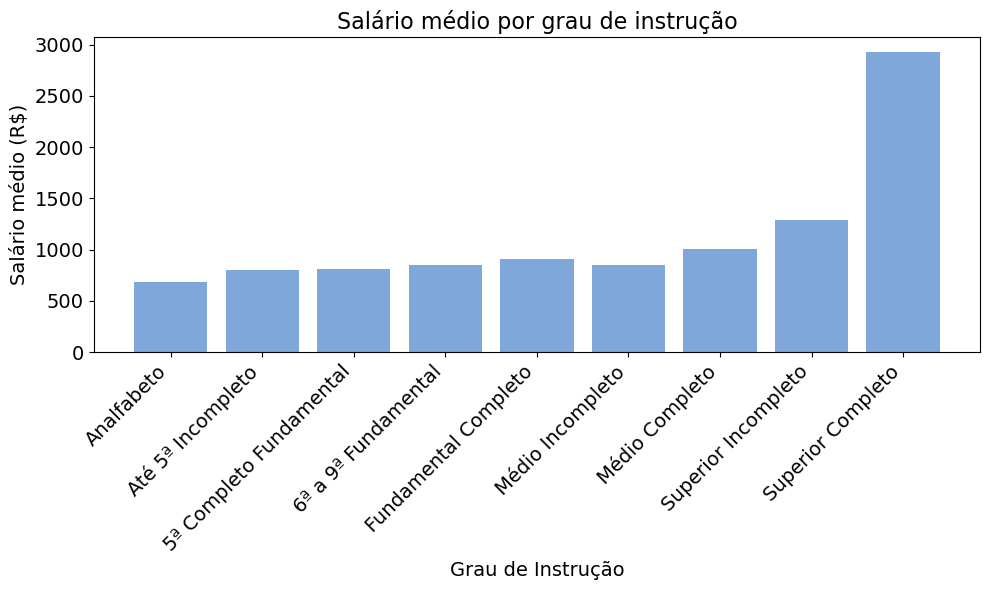 Salário médio por grau de instrução
Salário médio (R$)
3000
2500
2000
1500
1000
500
0
Analfabeto
Até 5ª Incompleto
5ª Completo Fundamental
6ª a 9ª Fundamental
Fundamental Completo
Médio Incompleto
Médio Completo
Superior Incompleto
Superior Completo
Grau de Instrução